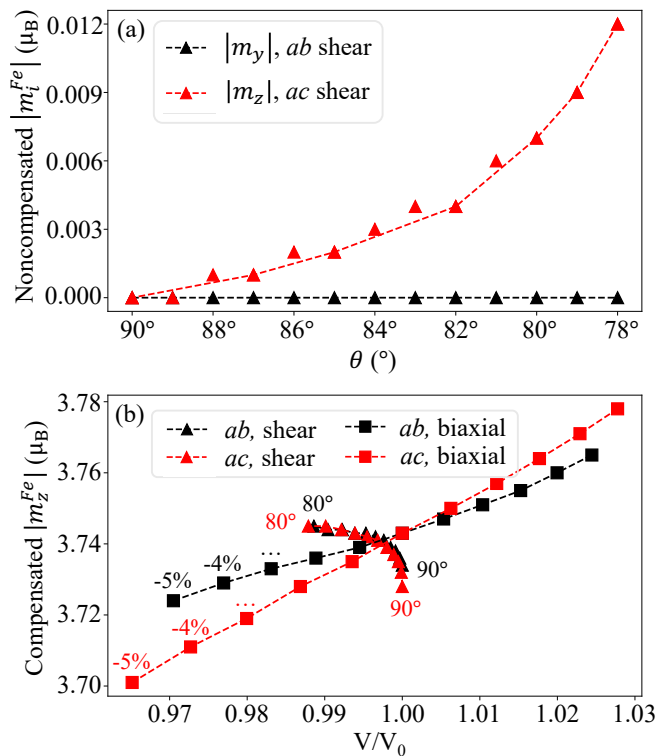 (a)
|m_y|, ab shear
|m_z|, ac shear
Noncompensated |m_i^{Fe}| (μ_B)
0.012
0.009
0.006
0.003
0.000
90° 88° 86° 84° 82° 80° 78°
θ (°)
(b)
ab, shear ab, biaxial
ac, shear ac, biaxial
Compensated |m_z^{Fe}| (μ_B)
3.78
3.76
3.74
3.72
3.70
80°
80°
90°
90°
-5%
-4%
...
-5%
-4%
...
0.97 0.98 0.99 1.00 1.01 1.02 1.03
V/V_0